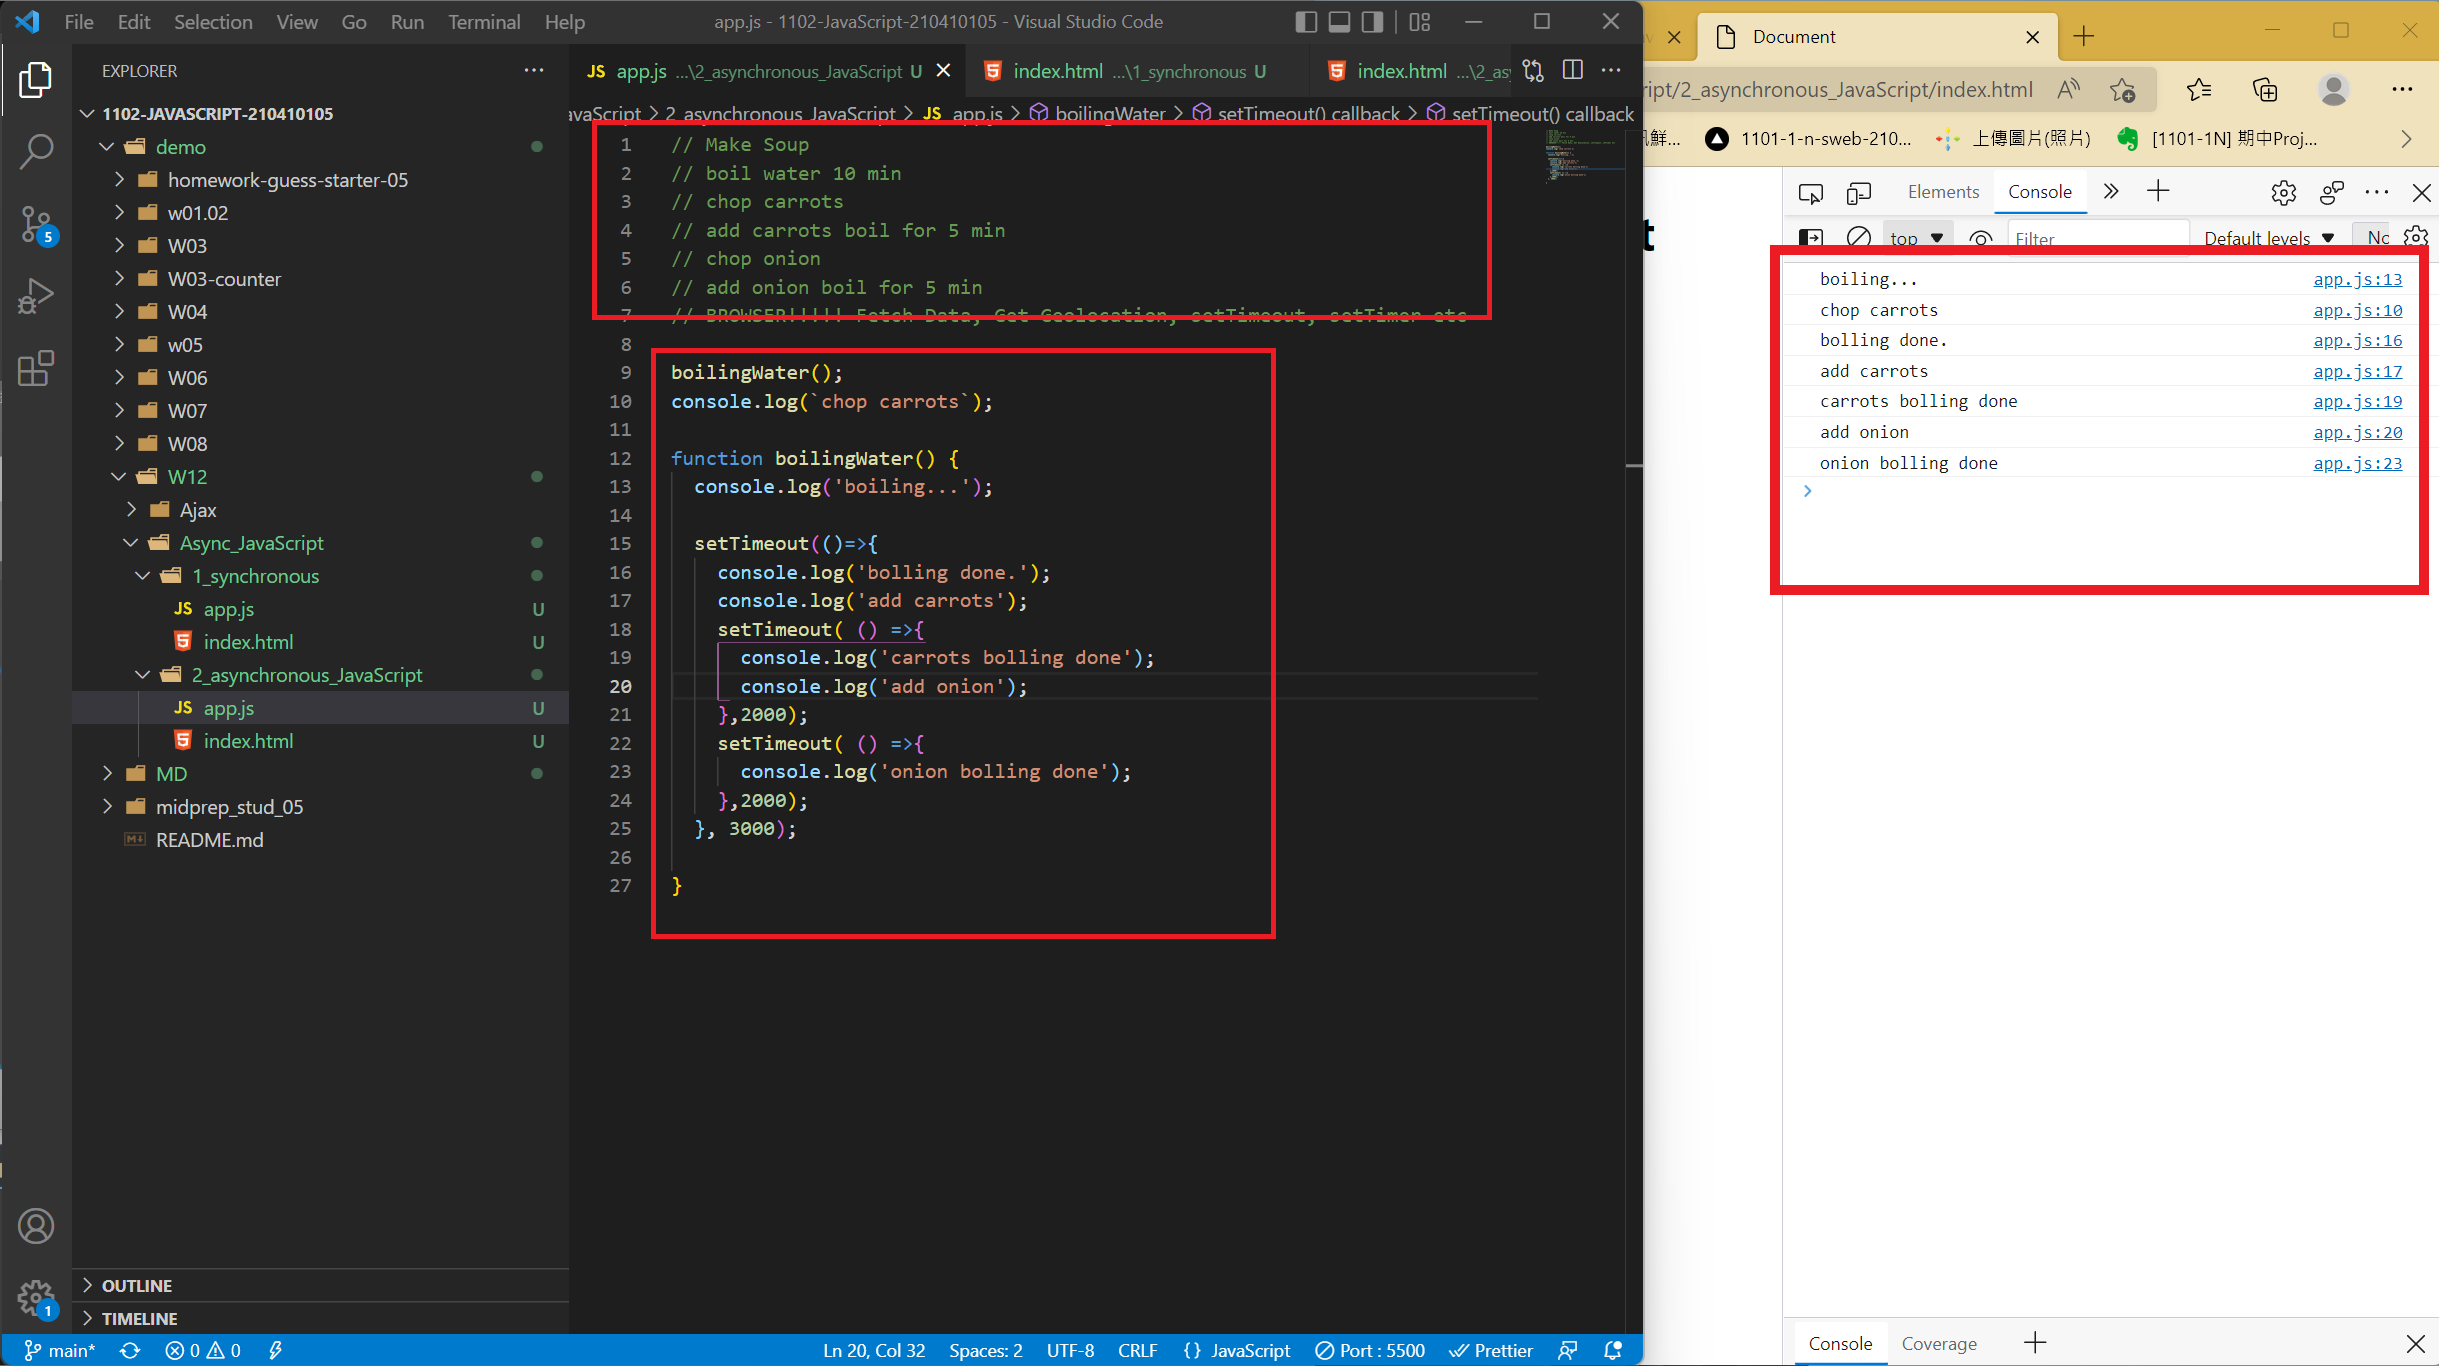 File Edit Selection View Go Run Terminal Help
app.js - 1102-JavaScript-210410105 - Visual Studio Code
EXPLORER
1102-JAVASCRIPT-210410105
demo
homework-guess-starter-05
w01.02
W03
W03-counter
W04
w05
W06
W07
W08
W12
Ajax
Async_JavaScript
1_synchronous
JS app.js U
index.html U
2_asynchronous_JavaScript
JS app.js U
index.html U
MD
midprep_stud_05
README.md
OUTLINE
TIMELINE
5
1
JS app.js ...\2_asynchronous_JavaScript U
index.html ...\1_synchronous U
index.html ...\2_as
avaScript > 2_asynchronous_JavaScript > JS app.js > boilingWater > setTimeout() callback > setTimeout() callback
1 // Make Soup
2 // boil water 10 min
3 // chop carrots
4 // add carrots boil for 5 min
5 // chop onion
6 // add onion boil for 5 min
7 // BROWSER!!!!! Fetch Data, Get Geolocation, setTimeout, setTimer etc
8
9 boilingWater();
10 console.log(`chop carrots`);
11
12 function boilingWater() {
13 console.log('boiling...');
14
15 setTimeout(()=>{
16 console.log('bolling done.');
17 console.log('add carrots');
18 setTimeout( () =>{
19 console.log('carrots bolling done');
20 console.log('add onion');
21 },2000);
22 setTimeout( () =>{
23 console.log('onion bolling done');
24 },2000);
25 }, 3000);
26
27 }
main* 0 0
Ln 20, Col 32 Spaces: 2 UTF-8 CRLF {} JavaScript Port : 5500 Prettier
Document
ript/2_asynchronous_JavaScript/index.html
鮮... 1101-1-n-sweb-210... 上傳圖片(照片) [1101-1N] 期中Proj...
t
Elements Console
top Filter Default levels No
boiling... app.js:13
chop carrots app.js:10
bolling done. app.js:16
add carrots app.js:17
carrots bolling done app.js:19
add onion app.js:20
onion bolling done app.js:23
Console Coverage